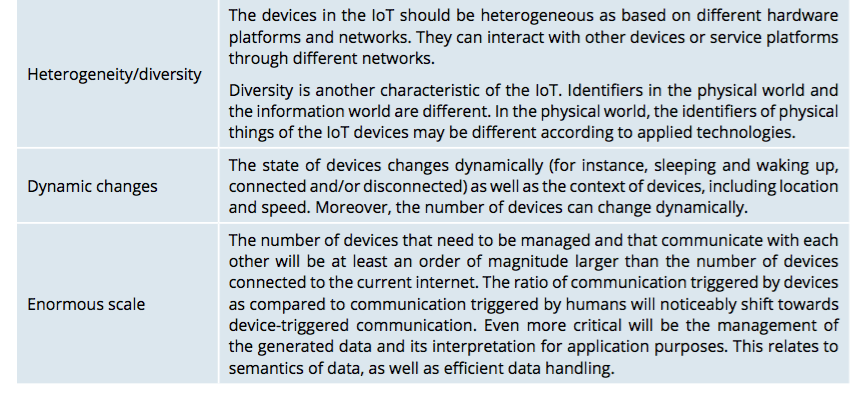 Heterogeneity/diversity
The devices in the IoT should be heterogeneous as based on different hardware
platforms and networks. They can interact with other devices or service platforms
through different networks.
Diversity is another characteristic of the IoT. Identifiers in the physical world and
the information world are different. In the physical world, the identifiers of physical
things of the IoT devices may be different according to applied technologies.
Dynamic changes
The state of devices changes dynamically (for instance, sleeping and waking up,
connected and/or disconnected) as well as the context of devices, including location
and speed. Moreover, the number of devices can change dynamically.
Enormous scale
The number of devices that need to be managed and that communicate with each
other will be at least an order of magnitude larger than the number of devices
connected to the current internet. The ratio of communication triggered by devices
as compared to communication triggered by humans will noticeably shift towards
device-triggered communication. Even more critical will be the management of
the generated data and its interpretation for application purposes. This relates to
semantics of data, as well as efficient data handling.